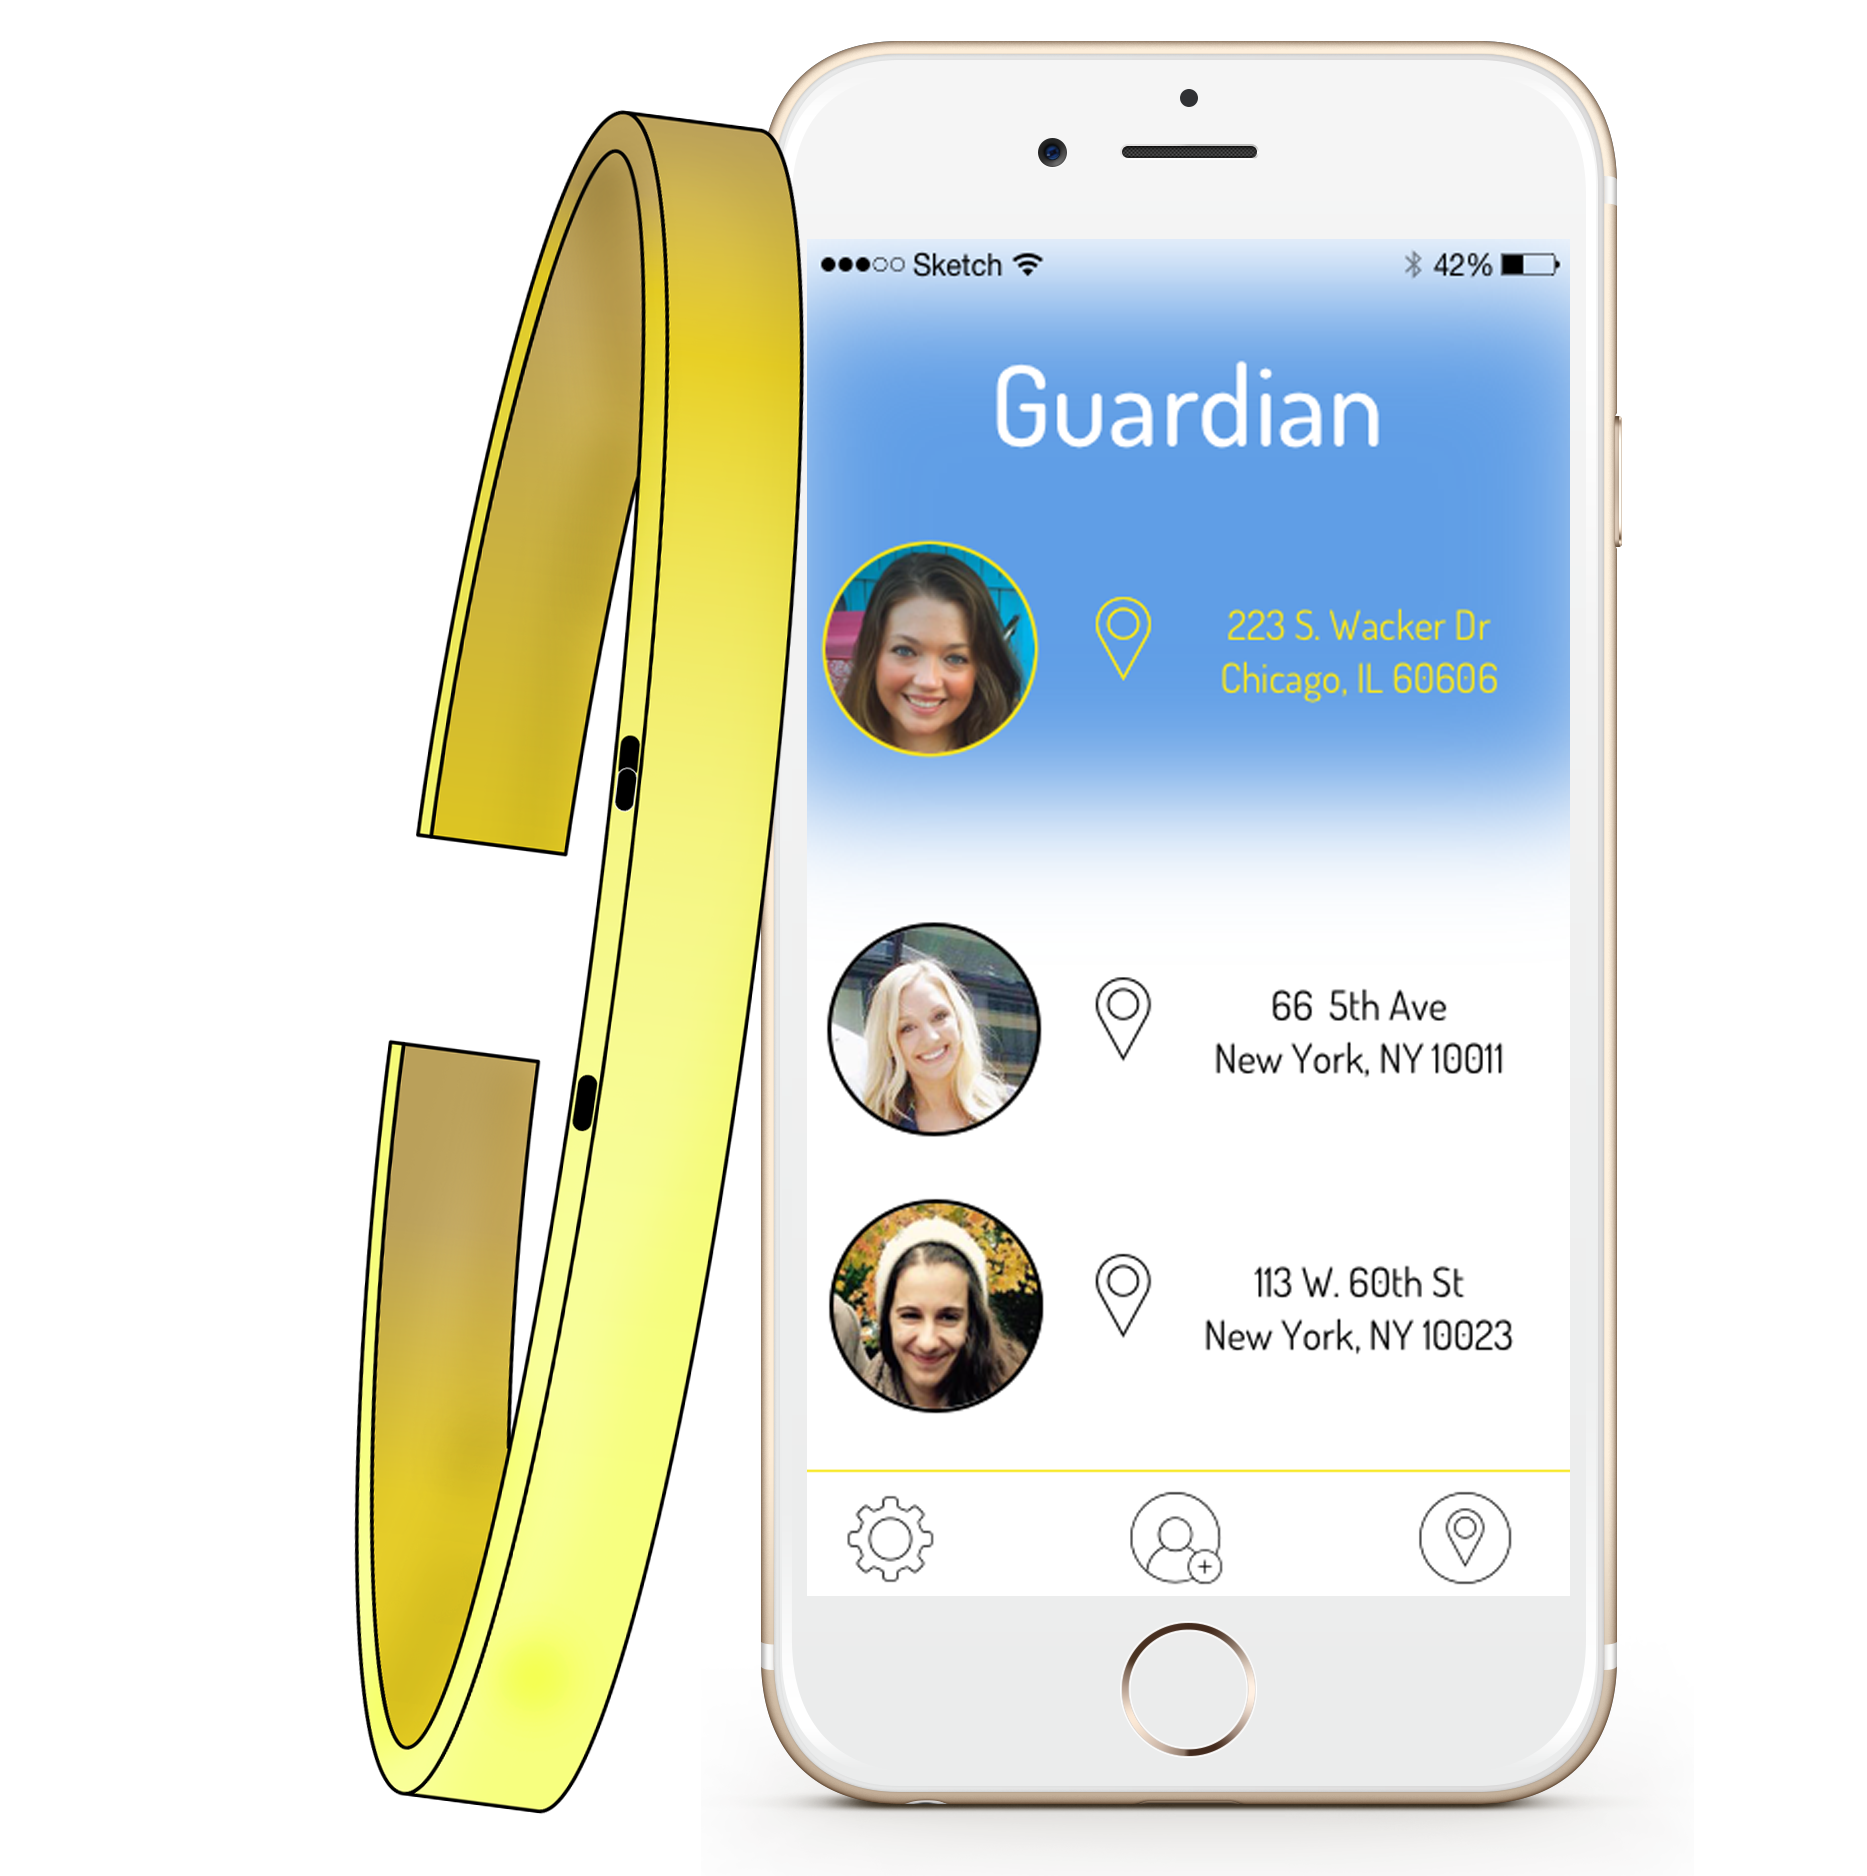 Sketch 42%
Guardian
223 S. Wacker Dr
Chicago, IL 60606
66 5th Ave
New York, NY 10011
113 W. 60th St
New York, NY 10023